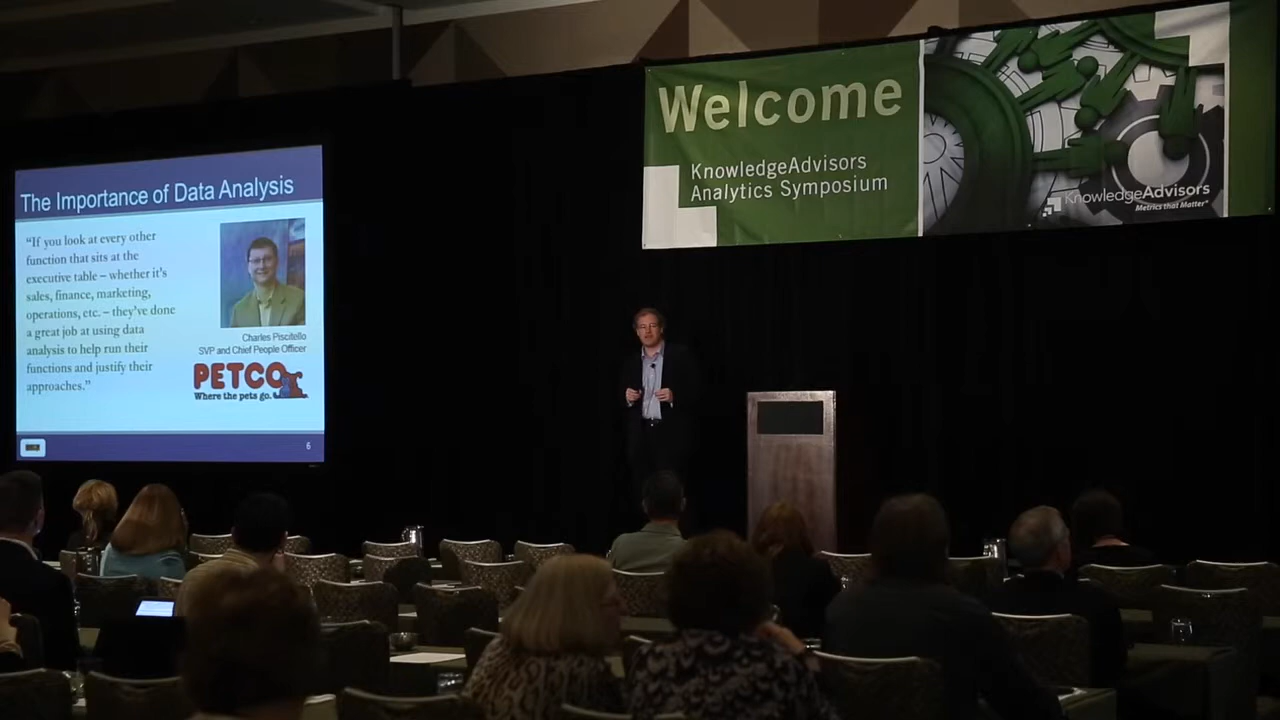 The Importance of Data Analysis
“If you look at every other
function that sits at the
executive table – whether it's
sales, finance, marketing,
operations, etc. – they've done
a great job at using data
analysis to help run their
functions and justify their
approaches.”
Charles Piscitello
SVP and Chief People Officer
PETCO
Where the pets go.
6
Welcome
KnowledgeAdvisors
Analytics Symposium
KnowledgeAdvisors
Metrics that Matter®